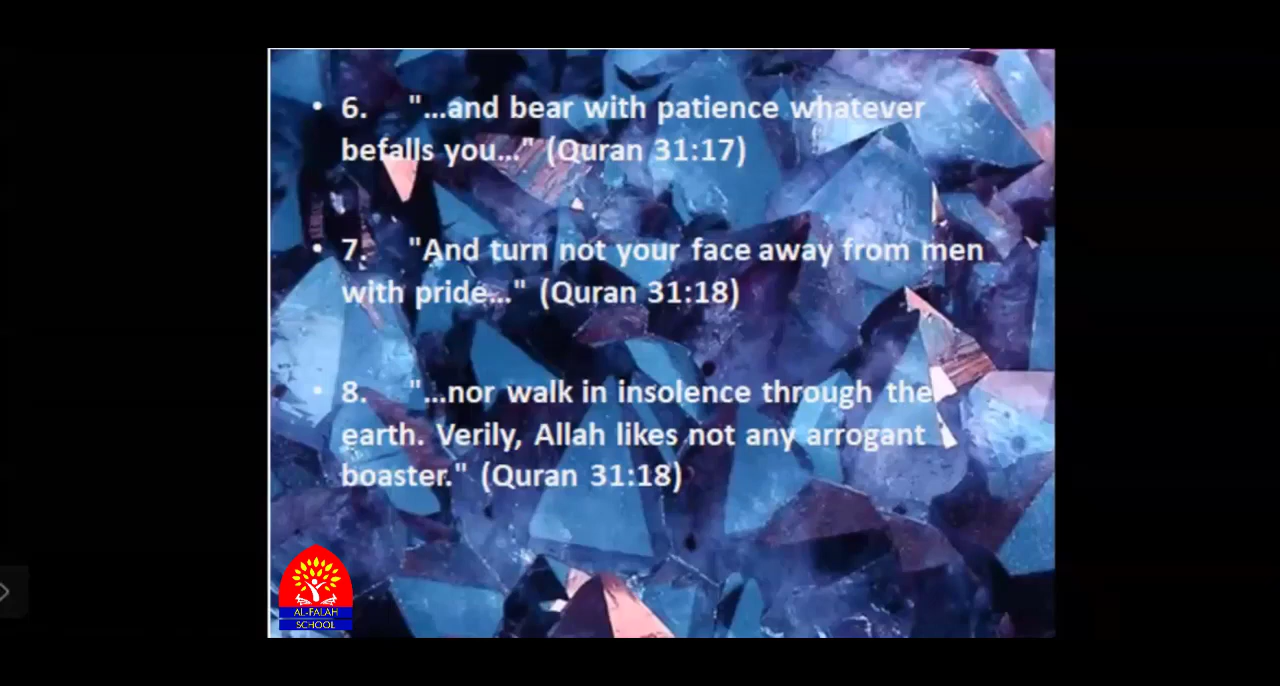 • 6. "...and bear with patience whatever
befalls you..." (Quran 31:17)
• 7. "And turn not your face away from men
with pride..." (Quran 31:18)
• 8. "...nor walk in insolence through the
earth. Verily, Allah likes not any arrogant
boaster." (Quran 31:18)
AL-FALAH
SCHOOL